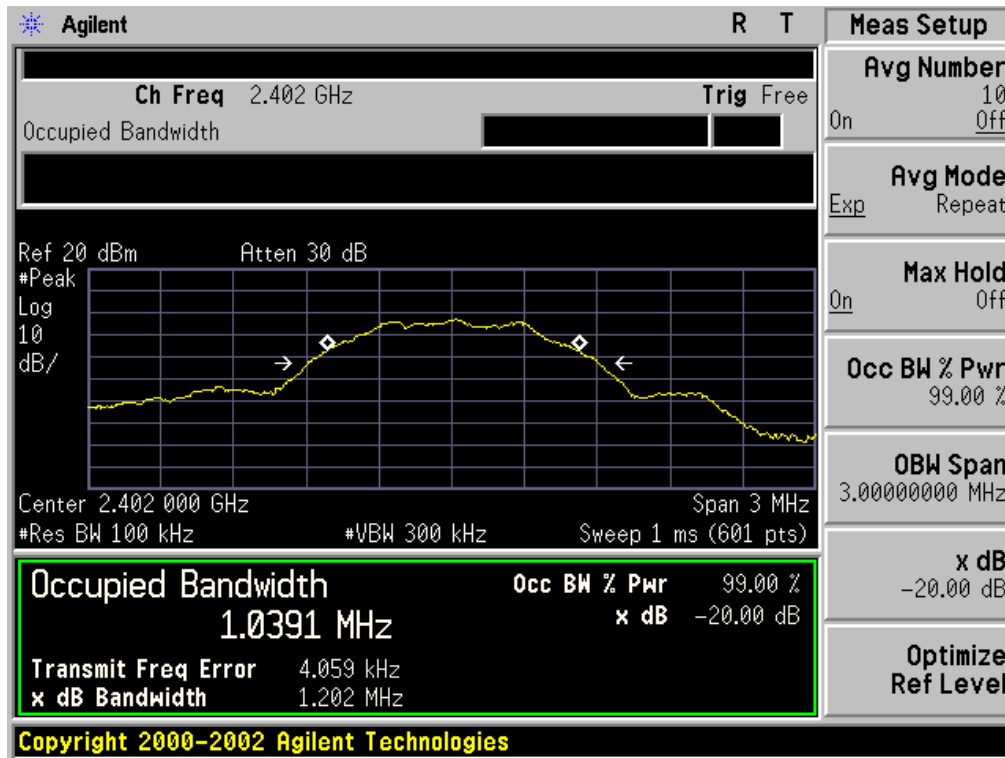 Agilent R T
Ch Freq 2.402 GHz Trig Free
Occupied Bandwidth
Ref 20 dBm Atten 30 dB
#Peak
Log
10
dB/
Center 2.402 000 GHz Span 3 MHz
#Res BW 100 kHz #VBW 300 kHz Sweep 1 ms (601 pts)
Occupied Bandwidth Occ BW % Pwr 99.00 %
1.0391 MHz x dB -20.00 dB
Transmit Freq Error 4.059 kHz
x dB Bandwidth 1.202 MHz
Copyright 2000-2002 Agilent Technologies
Meas Setup
Avg Number
10
On Off
Avg Mode
Exp Repeat
Max Hold
On Off
Occ BW % Pwr
99.00 %
OBW Span
3.00000000 MHz
x dB
-20.00 dB
Optimize
Ref Level